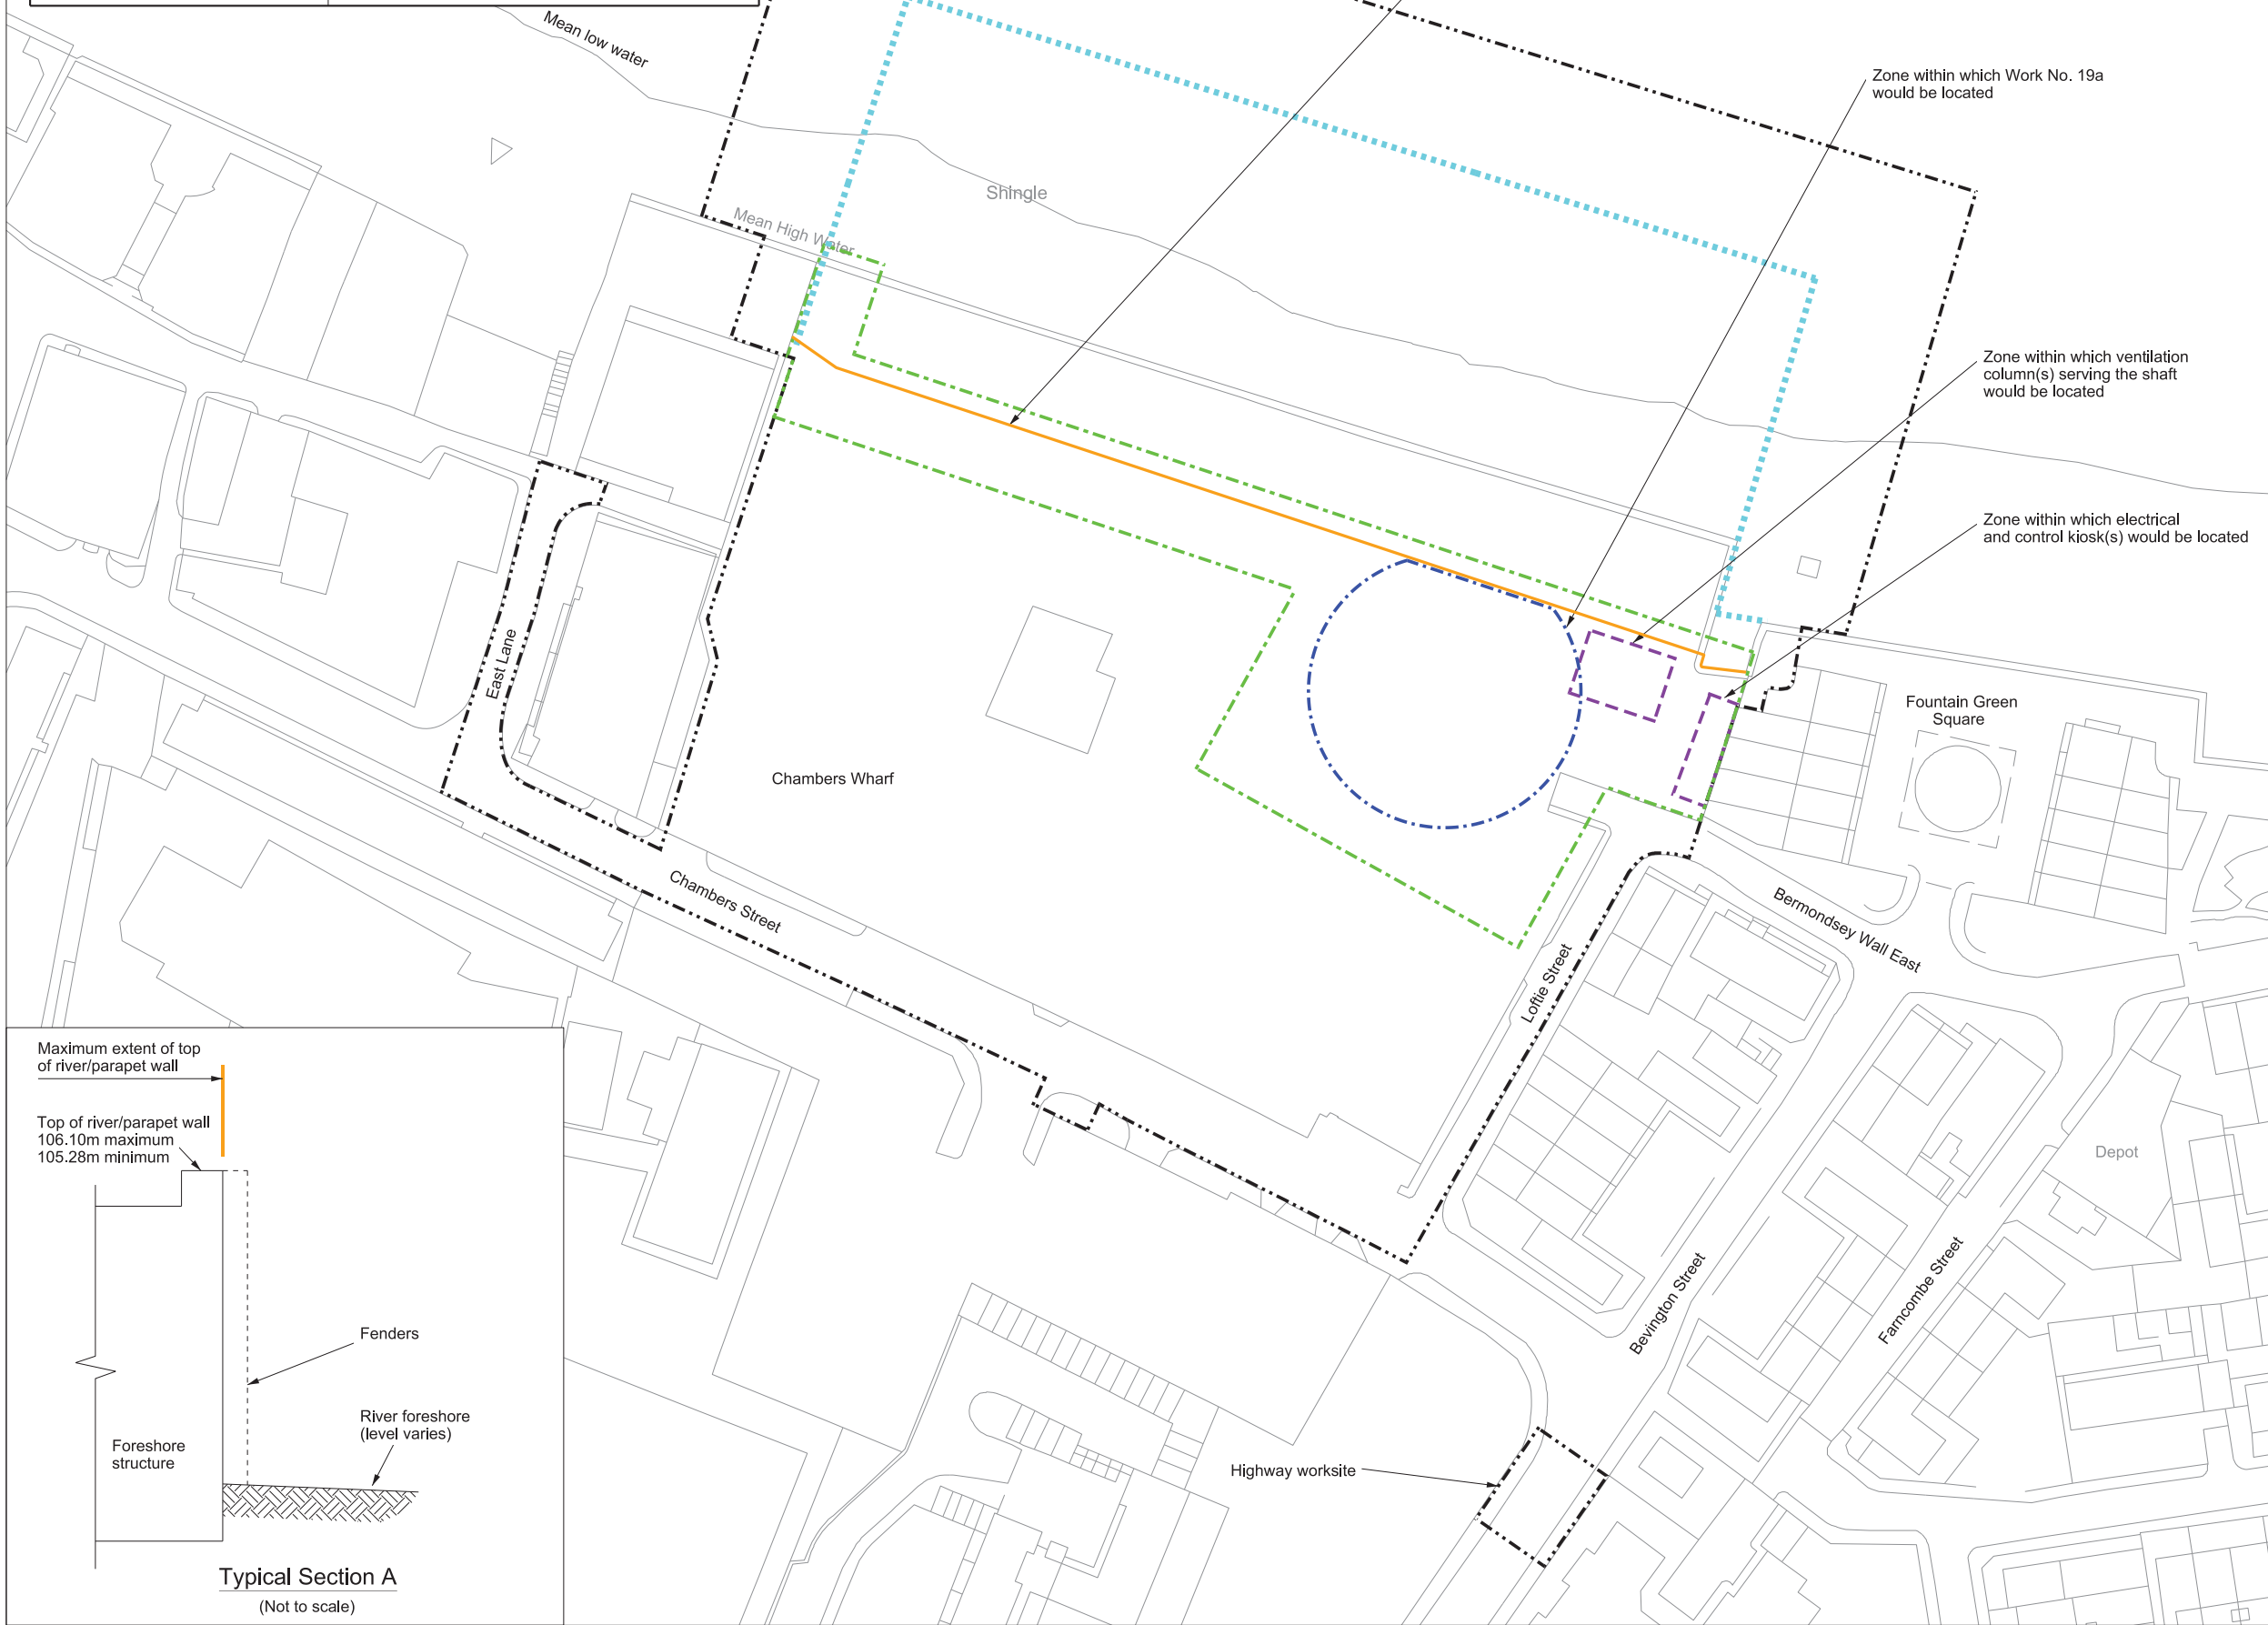 Mean low water
Zone within which Work No. 19a
would be located
Shingle
Mean High Water
Zone within which ventilation
column(s) serving the shaft
would be located
Zone within which electrical
and control kiosk(s) would be located
East Lane
Fountain Green
Square
Chambers Wharf
Chambers Street
Bermondsey Wall East
Loftie Street
Maximum extent of top
of river/parapet wall
Top of river/parapet wall
106.10m maximum
105.28m minimum
Depot
Bevington Street
Farncombe Street
Fenders
River foreshore
(level varies)
Foreshore
structure
Highway worksite
Typical Section A
(Not to scale)